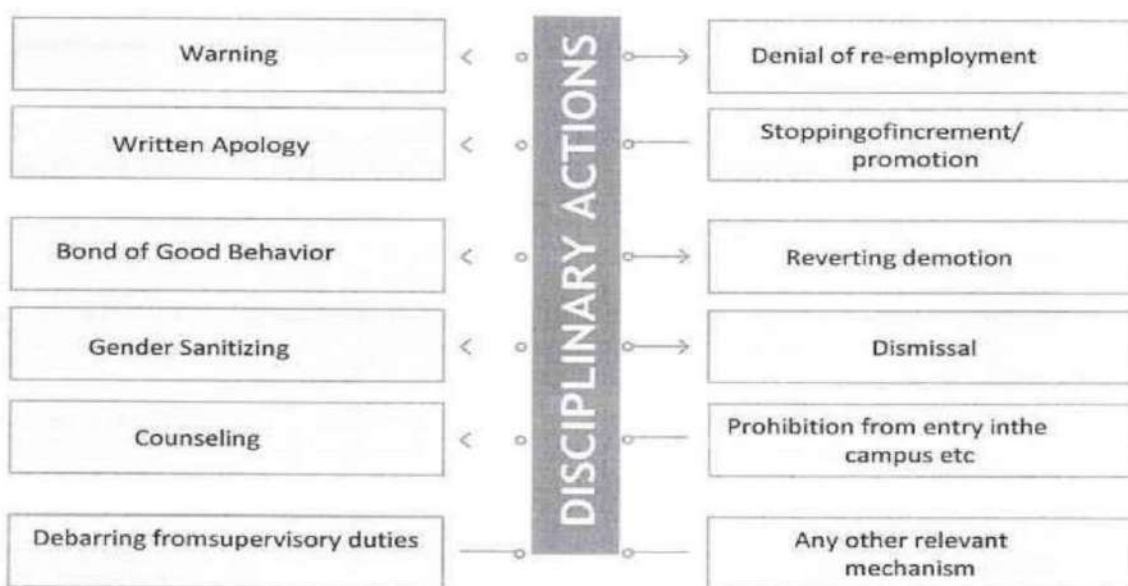 DISCIPLINARY ACTIONS
Warning
Written Apology
Bond of Good Behavior
Gender Sanitizing
Counseling
Debarring fromsupervisory duties
Denial of re-employment
Stoppingofincrement/
promotion
Reverting demotion
Dismissal
Prohibition from entry inthe
campus etc
Any other relevant
mechanism